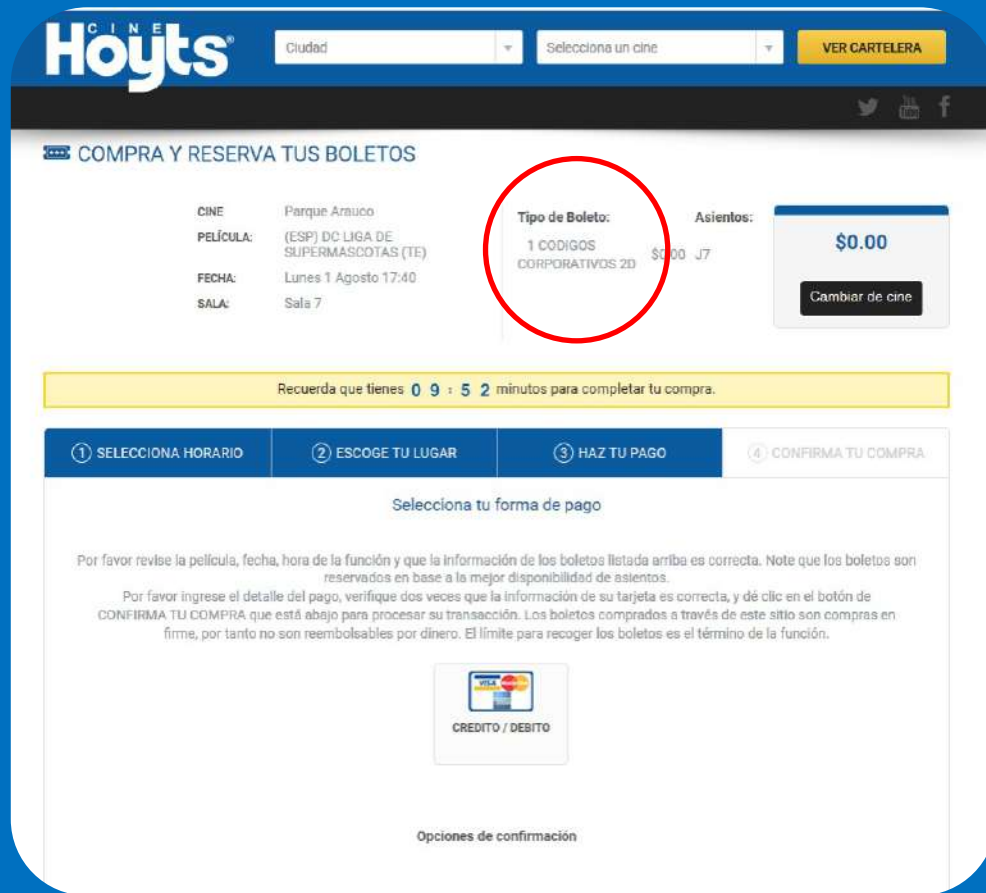 CINE
Hoyts
Ciudad
Selecciona un cine
VER CARTELERA
COMPRA Y RESERVA TUS BOLETOS
CINE Parque Arauco
PELÍCULA: (ESP) DC LIGA DE
SUPERMASCOTAS (TE)
FECHA: Lunes 1 Agosto 17:40
SALA: Sala 7
Tipo de Boleto: Asientos:
1 CODIGOS
CORPORATIVOS 2D $0.00 J7
$0.00
Cambiar de cine
Recuerda que tienes 0 9 : 5 2 minutos para completar tu compra.
1 SELECCIONA HORARIO 2 ESCOGE TU LUGAR 3 HAZ TU PAGO 4 CONFIRMA TU COMPRA
Selecciona tu forma de pago
Por favor revise la película, fecha, hora de la función y que la información de los boletos listada arriba es correcta. Note que los boletos son
reservados en base a la mejor disponibilidad de asientos.
Por favor ingrese el detalle del pago, verifique dos veces que la información de su tarjeta es correcta, y dé clic en el botón de
CONFIRMA TU COMPRA que está abajo para procesar su transacción. Los boletos comprados a través de este sitio son compras en
firme, por tanto no son reembolsables por dinero. El límite para recoger los boletos es el término de la función.
VISA
CREDITO / DEBITO
Opciones de confirmación